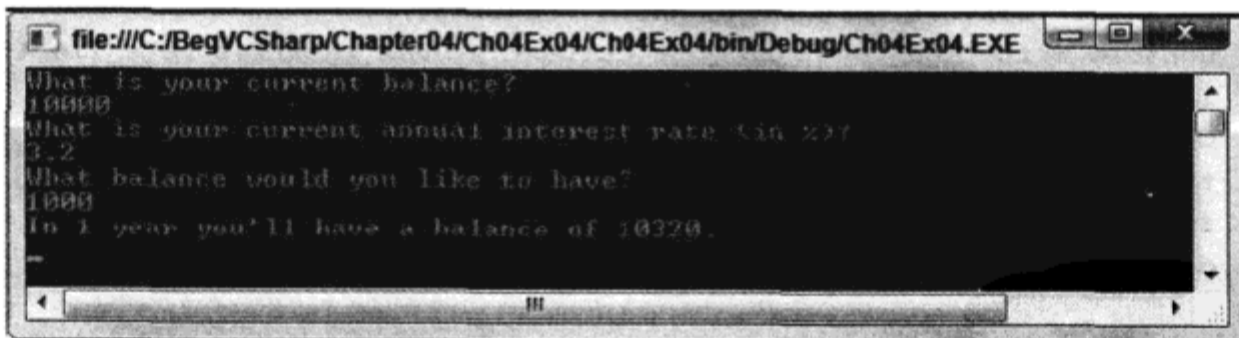 file:///C:/BegVCSharp/Chapter04/Ch04Ex04/Ch04Ex04/bin/Debug/Ch04Ex04.EXE
What is your current balance?
10000
What is your current annual interest rate (in %)?
3.2
What balance would you like to have?
1000
In 1 year you'll have a balance of 10320.